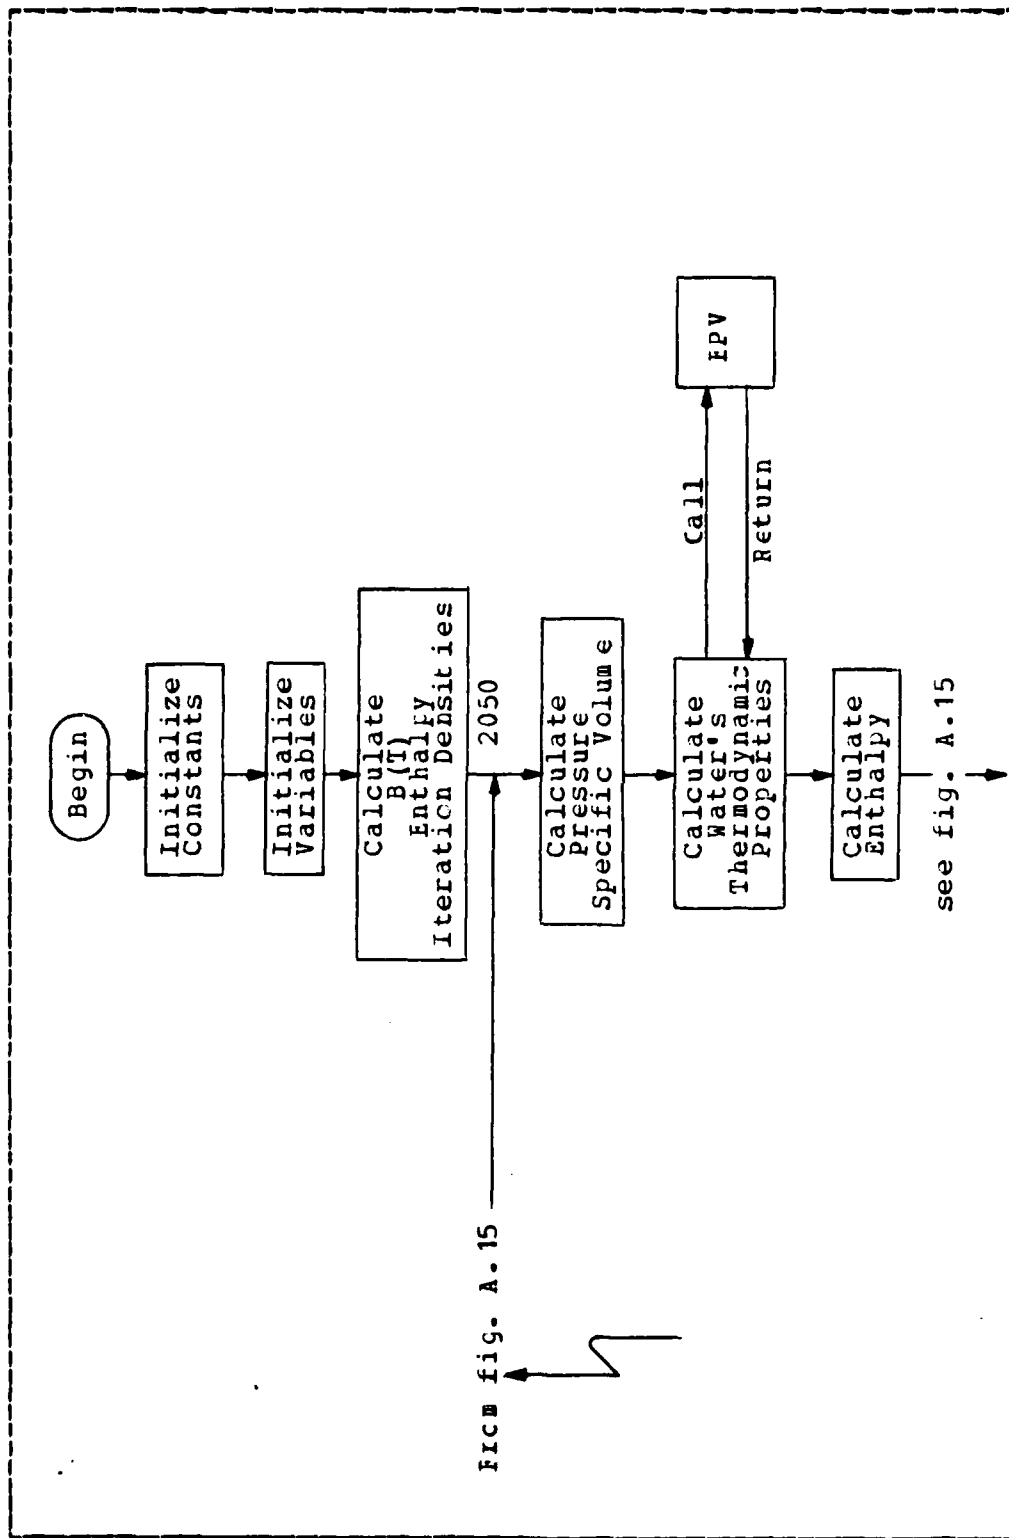 Begin
Initialize
Constants
Initialize
Variables
Calculate
B(T)
Enthalpy
Iteration Densities
2050
From fig. A.15
Calculate
Pressure
Specific Volume
Calculate
Water's
Thermodynamic
Properties
Call
Return
EPV
Calculate
Enthalpy
see fig. A.15